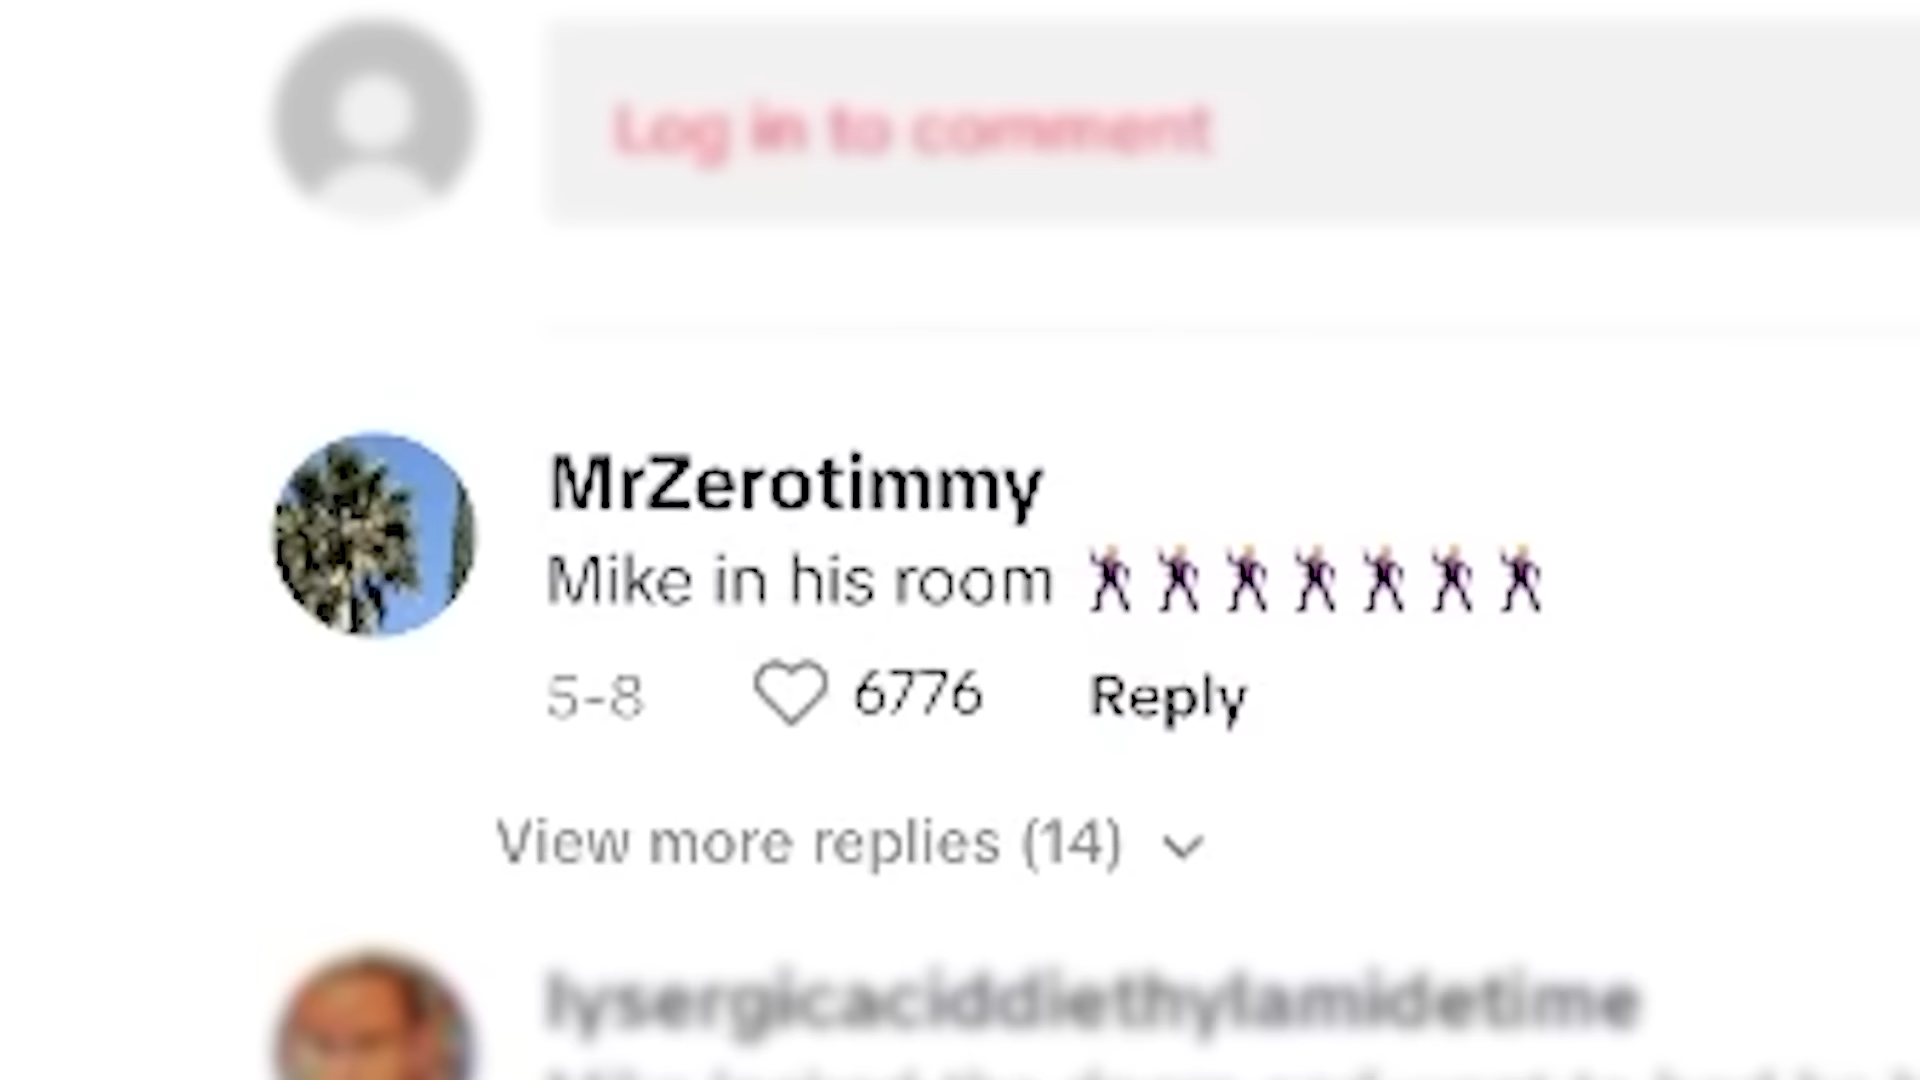 Log in to comment
MrZerotimmy
Mike in his room 🕺🕺🕺🕺🕺🕺🕺
5-8 6776 Reply
View more replies (14)
lysergicaciddiethylamidetime